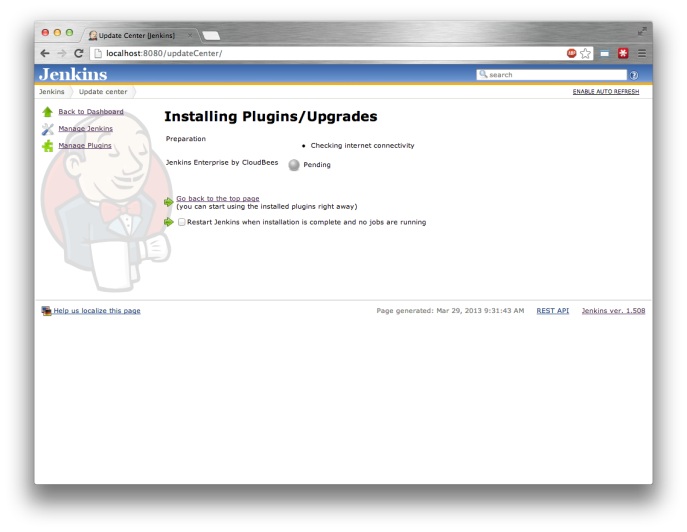 Update Center [Jenkins]
localhost:8080/updateCenter/
Jenkins
search
Jenkins
Update center
ENABLE AUTO REFRESH
Back to Dashboard
Manage Jenkins
Manage Plugins
Installing Plugins/Upgrades
Preparation
Checking internet connectivity
Jenkins Enterprise by CloudBees
Pending
Go back to the top page
(you can start using the installed plugins right away)
Restart Jenkins when installation is complete and no jobs are running
Help us localize this page
Page generated: Mar 29, 2013 9:31:43 AM
REST API
Jenkins ver. 1.508